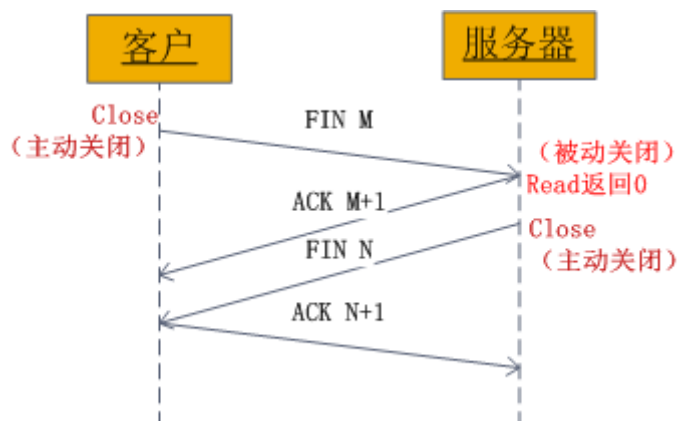 客户
服务器
Close
(主动关闭)
FIN M
(被动关闭)
Read返回0
ACK M+1
Close
(主动关闭)
FIN N
ACK N+1